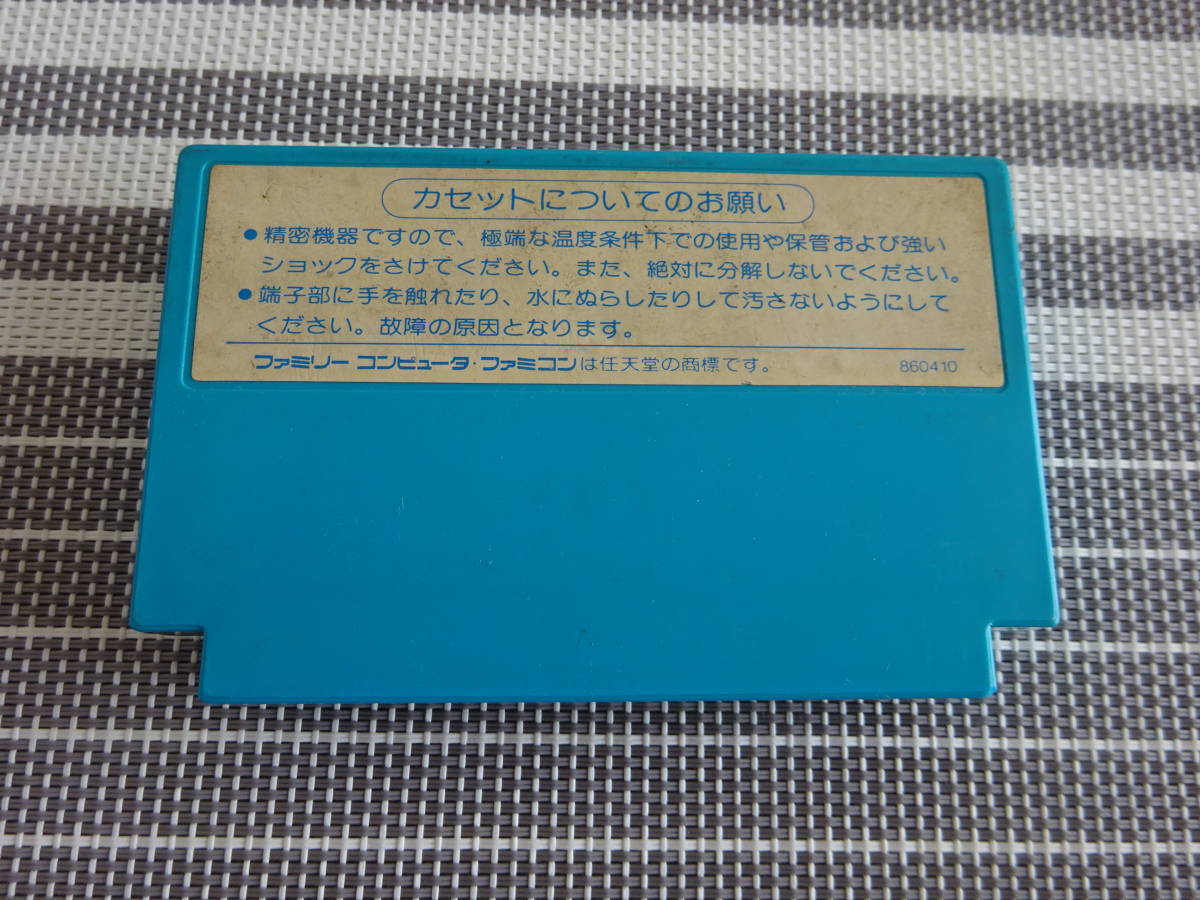 カセットについてのお願い
●精密機器ですので、極端な温度条件下での使用や保管および強い
ショックをさけてください。また、絶対に分解しないでください。
●端子部に手を触れたり、水にぬらしたりして汚さないようにして
ください。故障の原因となります。
ファミリー コンピュータ・ファミコンは任天堂の商標です。 860410